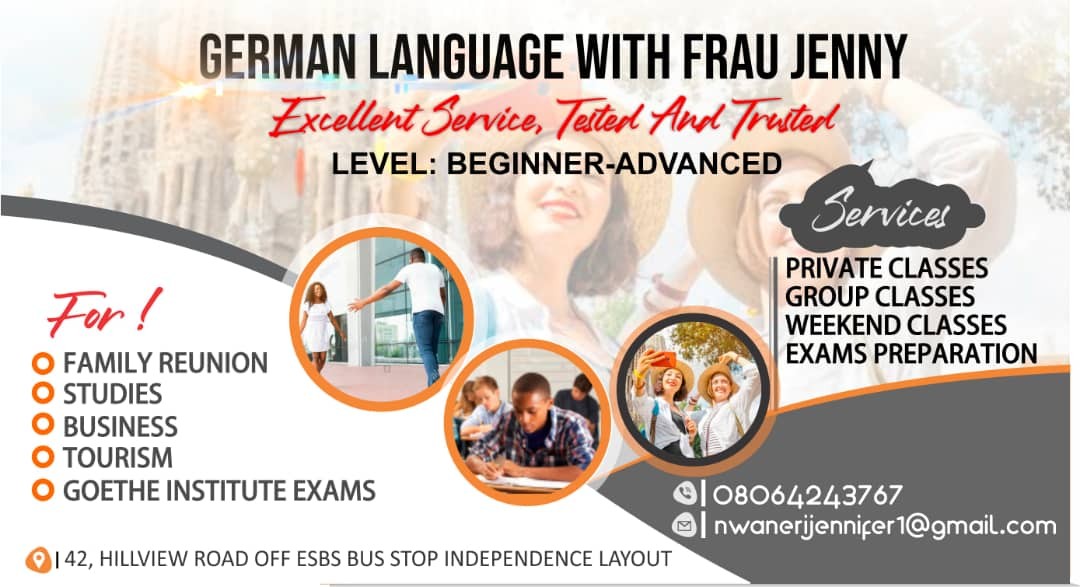 GERMAN LANGUAGE WITH FRAU JENNY
Excellent Service, Tested And Trusted
LEVEL: BEGINNER-ADVANCED
Services
PRIVATE CLASSES
GROUP CLASSES
WEEKEND CLASSES
EXAMS PREPARATION
For !
FAMILY REUNION
STUDIES
BUSINESS
TOURISM
GOETHE INSTITUTE EXAMS
08064243767
nwanerijennifer1@gmail.com
42, HILLVIEW ROAD OFF ESBS BUS STOP INDEPENDENCE LAYOUT